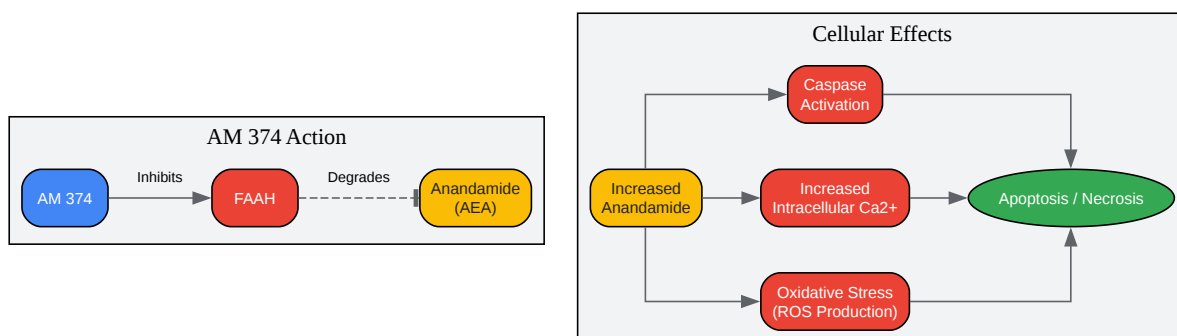 AM 374 Action
AM 374
Inhibits
FAAH
Degrades
Anandamide
(AEA)
Cellular Effects
Increased
Anandamide
Caspase
Activation
Increased
Intracellular Ca2+
Oxidative Stress
(ROS Production)
Apoptosis / Necrosis